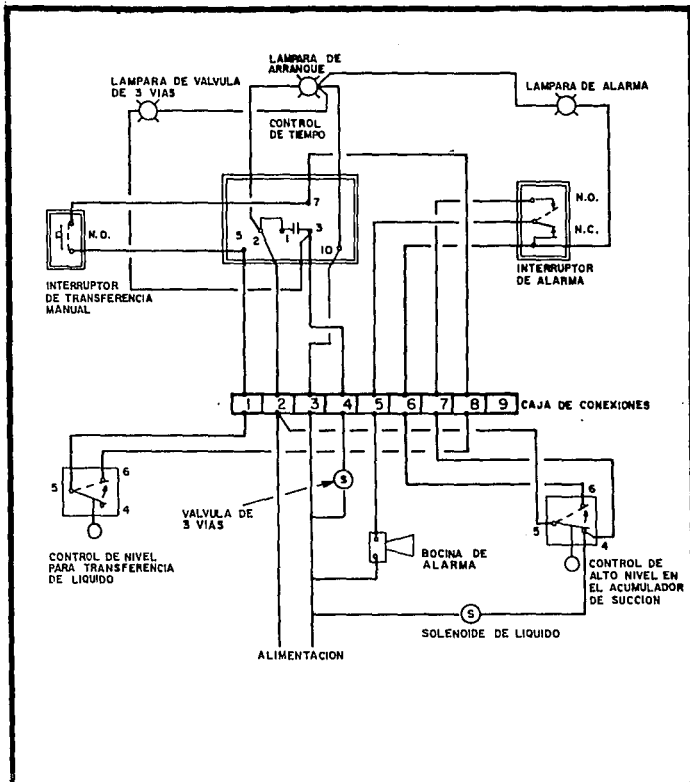 LAMPARA DE
ARRANQUE
LAMPARA DE VALVULA
DE 3 VIAS
LAMPARA DE ALARMA
CONTROL
DE TIEMPO
7
N.O.
N.O.
5
2
1
3
10
N.C.
INTERRUPTOR
DE TRANSFERENCIA
MANUAL
INTERRUPTOR
DE ALARMA
1 2 3 4 5 6 7 8 9 CAJA DE CONEXIONES
6
5
4
S
VALVULA DE
3 VIAS
6
5
4
CONTROL DE NIVEL
PARA TRANSFERENCIA
DE LIQUIDO
BOCINA DE
ALARMA
CONTROL DE
ALTO NIVEL EN
EL ACUMULADOR
DE SUCCION
S
SOLENOIDE DE LIQUIDO
ALIMENTACION